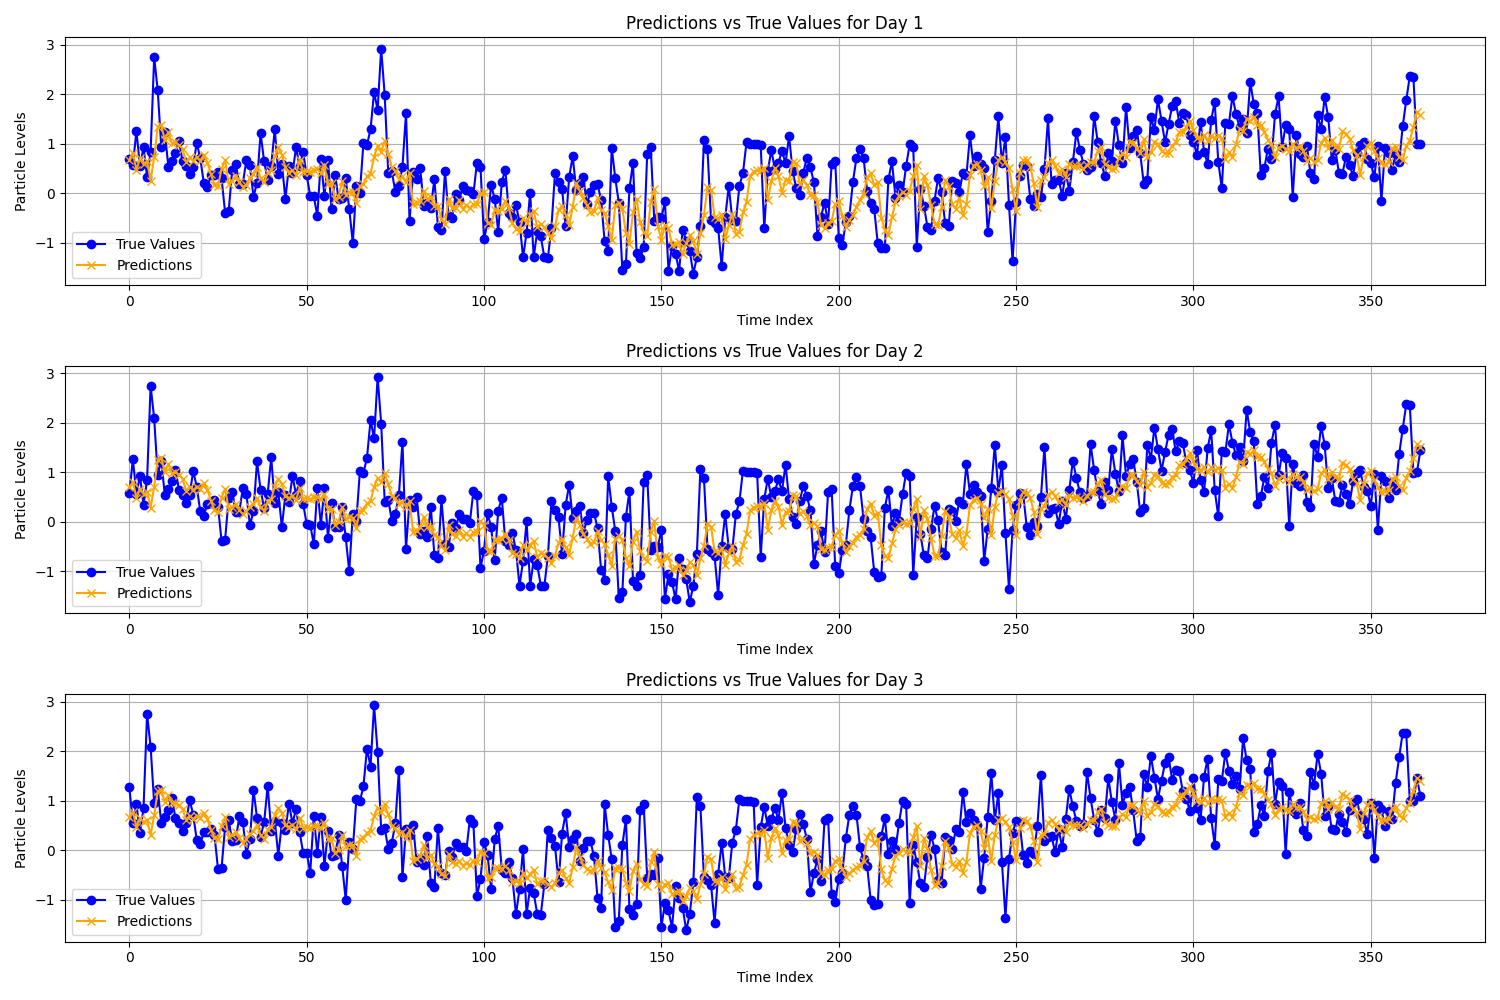 Predictions vs True Values for Day 1
Particle Levels
3
2
1
0
−1
True Values
Predictions
0 50 100 150 200 250 300 350
Time Index
Predictions vs True Values for Day 2
Particle Levels
3
2
1
0
−1
True Values
Predictions
0 50 100 150 200 250 300 350
Time Index
Predictions vs True Values for Day 3
Particle Levels
3
2
1
0
−1
True Values
Predictions
0 50 100 150 200 250 300 350
Time Index